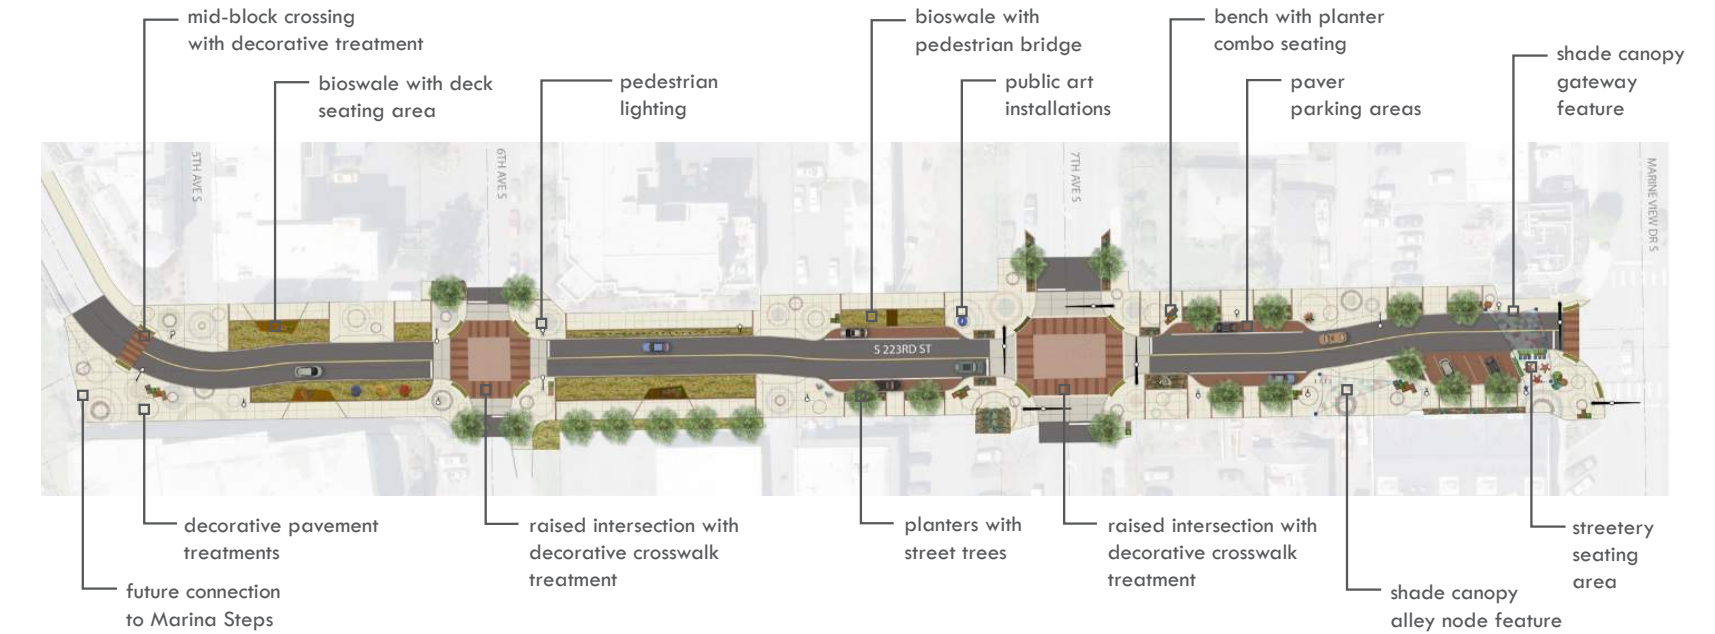 mid-block crossing
with decorative treatment
bioswale with deck
seating area
pedestrian
lighting
bioswale with
pedestrian bridge
public art
installations
bench with planter
combo seating
paver
parking areas
shade canopy
gateway
feature
5TH AVE S
6TH AVE S
7TH AVE S
MARINE VIEW DR S
S 223RD ST
decorative pavement
treatments
future connection
to Marina Steps
raised intersection with
decorative crosswalk
treatment
planters with
street trees
raised intersection with
decorative crosswalk
treatment
shade canopy
alley node feature
streetery
seating
area